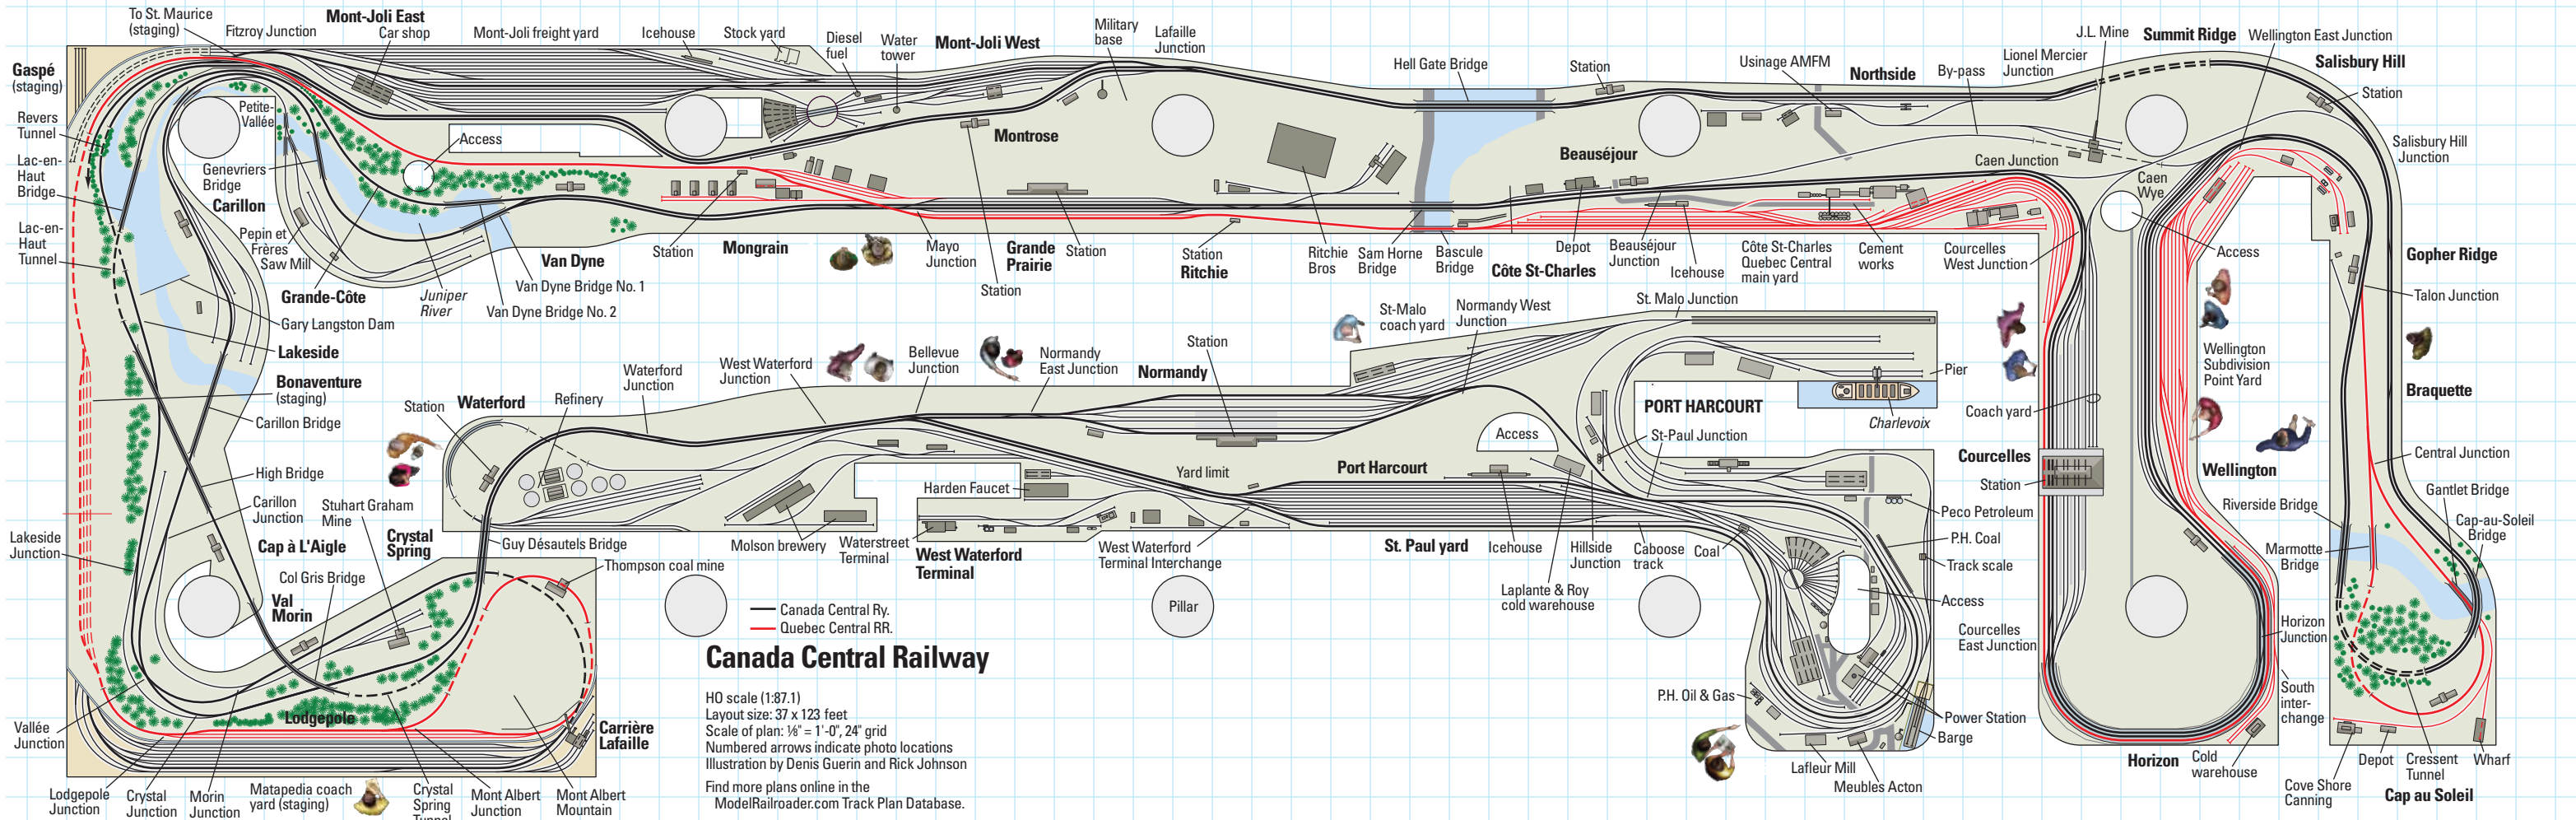 To St. Maurice
(staging)
Fitzroy Junction
Mont-Joli East
Car shop
Mont-Joli freight yard
Icehouse
Stock yard
Diesel
fuel
Water
tower
Mont-Joli West
Military
base
Lafaille
Junction
Hell Gate Bridge
Station
Usinage AMFM
Northside
By-pass
Lionel Mercier
Junction
J.L. Mine
Summit Ridge
Wellington East Junction
Salisbury Hill
Station
Gaspé
(staging)
Revers
Tunnel
Lac-en-
Haut
Bridge
Lac-en-
Haut
Tunnel
Petite-
Vallée
Access
Genevriers
Bridge
Carillon
Pepin et
Frères
Saw Mill
Grande-Côte
Juniper
River
Van Dyne
Van Dyne Bridge No. 1
Van Dyne Bridge No. 2
Gary Langston Dam
Lakeside
Bonaventure
(staging)
Carillon Bridge
High Bridge
Carillon
Junction
Stuhart Graham
Mine
Cap à L'Aigle
Col Gris Bridge
Val
Morin
Lakeside
Junction
Vallée
Junction
Lodgepole
Lodgepole
Junction
Crystal
Junction
Morin
Junction
Matapedia coach
yard (staging)
Crystal
Spring
Tunnel
Mont Albert
Junction
Mont Albert
Mountain
Carrière
Lafaille
Thompson coal mine
Guy Désautels Bridge
Crystal
Spring
Station
Waterford
Refinery
Waterford
Junction
West Waterford
Junction
Bellevue
Junction
Normandy
East Junction
Normandy
Station
St-Malo
coach yard
Normandy West
Junction
St. Malo Junction
Pier
Charlevoix
PORT HARCOURT
St-Paul Junction
Access
Station
Mongrain
Mayo
Junction
Station
Grande
Prairie
Station
Montrose
Station
Ritchie
Ritchie
Bros
Sam Horne
Bridge
Bascule
Bridge
Côte St-Charles
Depot
Beauséjour
Beauséjour
Junction
Icehouse
Côte St-Charles
Quebec Central
main yard
Cement
works
Courcelles
West Junction
Caen Junction
Caen
Wye
Access
Salisbury Hill
Junction
Gopher Ridge
Talon Junction
Wellington
Subdivision
Point Yard
Braquette
Coach yard
Courcelles
Station
Wellington
Central Junction
Gantlet Bridge
Riverside Bridge
Cap-au-Soleil
Bridge
Marmotte
Bridge
Horizon
Junction
Courcelles
East Junction
South
inter-
change
Horizon
Cold
warehouse
Cove Shore
Canning
Depot
Cressent
Tunnel
Wharf
Cap au Soleil
Harden Faucet
Yard limit
Port Harcourt
Molson brewery
Waterstreet
Terminal
West Waterford
Terminal
West Waterford
Terminal Interchange
St. Paul yard
Icehouse
Laplante & Roy
cold warehouse
Hillside
Junction
Caboose
track
Coal
Peco Petroleum
P.H. Coal
Track scale
Access
P.H. Oil & Gas
Power Station
Barge
Lafleur Mill
Meubles Acton
Pillar
Canada Central Ry.
Quebec Central RR.
Canada Central Railway
HO scale (1:87.1)
Layout size: 37 x 123 feet
Scale of plan: ⅛" = 1'-0", 24" grid
Numbered arrows indicate photo locations
Illustration by Denis Guerin and Rick Johnson
Find more plans online in the
ModelRailroader.com Track Plan Database.